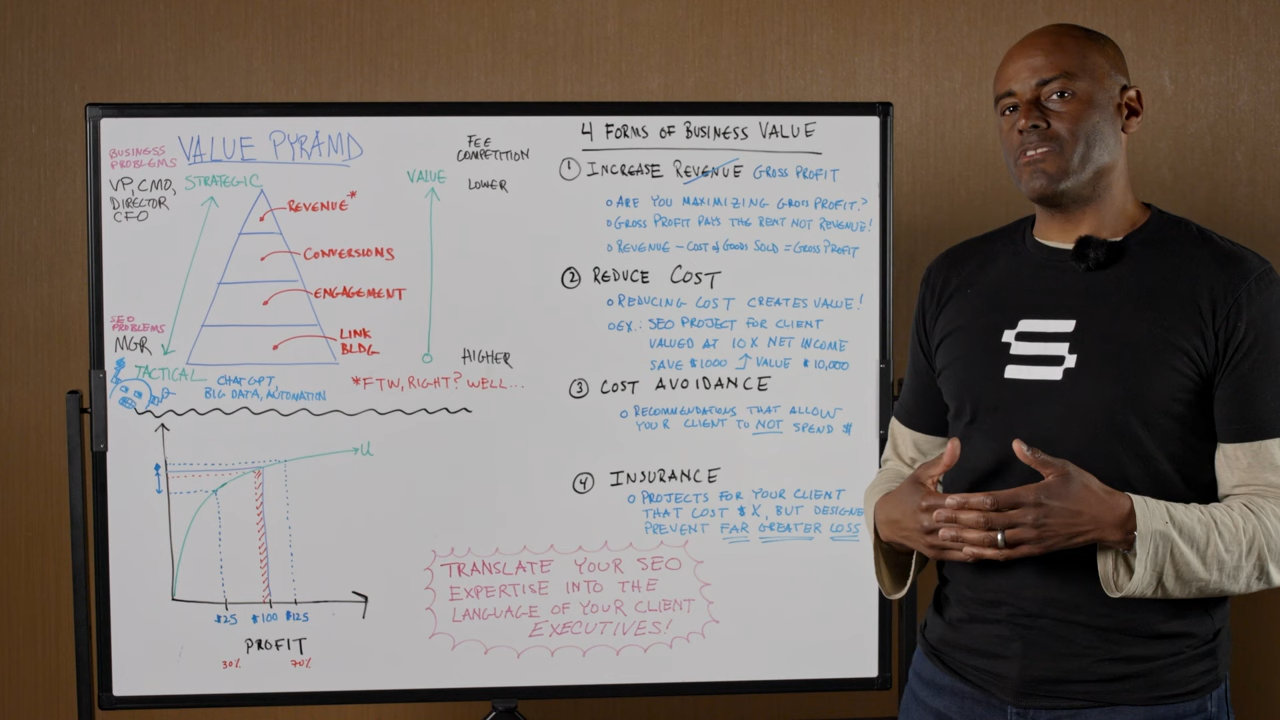 VALUE PYRAMD
BUSINESS
PROBLEMS
VP, CMO,
DIRECTOR
CFO
STRATEGIC
REVENUE*
CONVERSIONS
ENGAGEMENT
LINK
BLDG
SEO
PROBLEMS
MGR
TACTICAL
CHATGPT,
BIG DATA, AUTOMATION
VALUE
FEE
COMPETITION
LOWER
HIGHER
*FTW, RIGHT? WELL...
U
$25 $100 $125
PROFIT
30% 70%
4 FORMS OF BUSINESS VALUE
① INCREASE REVENUE GROSS PROFIT
o ARE YOU MAXIMIZING GROSS PROFIT?
o GROSS PROFIT PAYS THE RENT NOT REVENUE!
o REVENUE – COST OF GOODS SOLD = GROSS PROFIT
② REDUCE COST
o REDUCING COST CREATES VALUE!
o EX.: SEO PROJECT FOR CLIENT
VALUED AT 10X NET INCOME
SAVE $1000 ↑ VALUE $10,000
③ COST AVOIDANCE
o RECOMMENDATIONS THAT ALLOW
YOUR CLIENT TO NOT SPEND $
④ INSURANCE
o PROJECTS FOR YOUR CLIENT
THAT COST $X, BUT DESIGNE
PREVENT FAR GREATER LOSS
TRANSLATE YOUR SEO
EXPERTISE INTO THE
LANGUAGE OF YOUR CLIENT
EXECUTIVES!